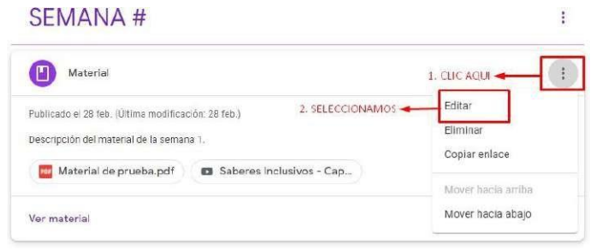 SEMANA #
Material
1. CLIC AQUI
Publicado el 28 feb. (Última modificación: 28 feb.)
2. SELECCIONAMOS
Editar
Eliminar
Descripción del material de la semana 1.
Copiar enlace
PDF Material de prueba.pdf
Saberes Inclusivos - Cap...
Mover hacia arriba
Ver material
Mover hacia abajo